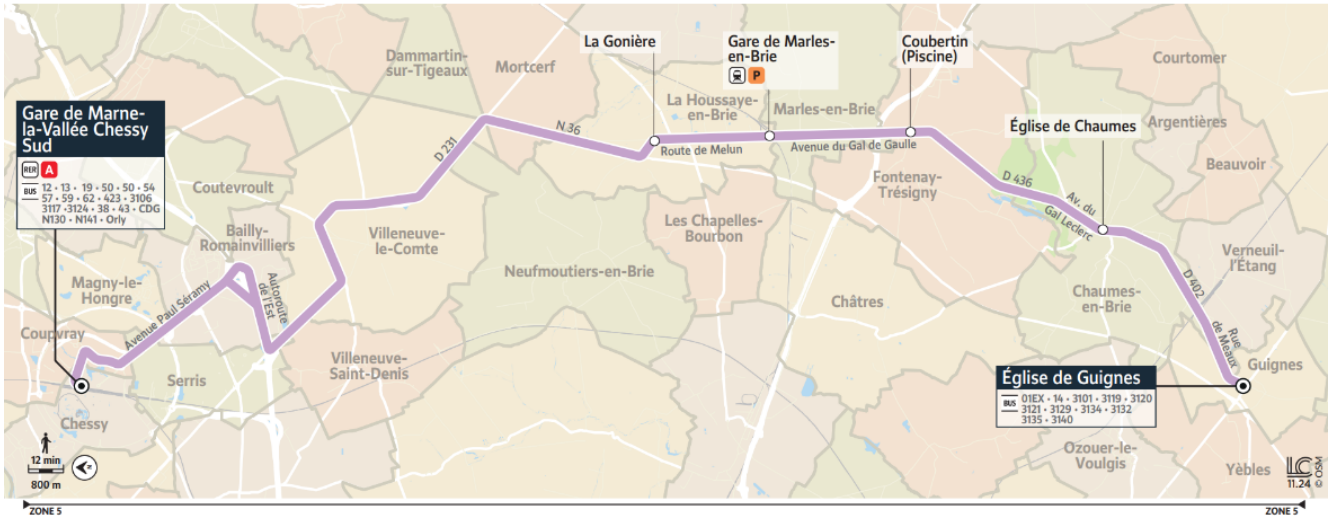 Gare de Marne-
la-Vallée Chessy
Sud
RER A
BUS 12 • 13 • 19 • 50 • 50 • 54
57 • 59 • 62 • 423 • 3106
3117 •3124 • 38 • 43 • CDG
N130 • N141 • Orly
Dammartin-
sur-Tigeaux
Mortcerf
La Gonière
Gare de Marles-
en-Brie
P
Coubertin
(Piscine)
Courtomer
La Houssaye-
en-Brie
Marles-en-Brie
Argentières
Église de Chaumes
Beauvoir
N 36
D 231
Route de Melun
Avenue du Gal de Gaulle
Coutevroult
Fontenay-
Trésigny
D 436
Av. du
Gal Leclerc
Bailly-
Romainvilliers
Villeneuve-
le-Comte
Les Chapelles-
Bourbon
Verneuil-
l'Étang
Neufmoutiers-en-Brie
D 402
Magny-le-
Hongre
Avenue Paul Séramy
Autoroute
de l'Est
Châtres
Chaumes-
en-Brie
Rue
de Meaux
Coupvray
Villeneuve-
Saint-Denis
Guignes
Serris
Église de Guignes
BUS 01EX • 14 • 3101 • 3119 • 3120
3121 • 3129 • 3134 • 3132
3135 • 3140
Chessy
Ozouer-le-
Voulgis
Yèbles
12 min
800 m
N
LC
11.24
© OSM
ZONE 5
ZONE 5